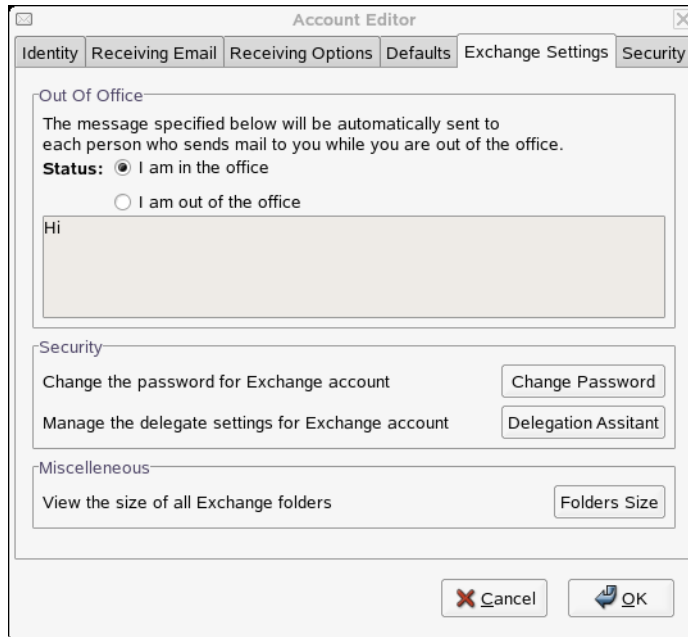 Account Editor
Identity Receiving Email Receiving Options Defaults Exchange Settings Security
Out Of Office
The message specified below will be automatically sent to
each person who sends mail to you while you are out of the office.
Status: I am in the office
I am out of the office
Hi
Security
Change the password for Exchange account Change Password
Manage the delegate settings for Exchange account Delegation Assitant
Miscelleneous
View the size of all Exchange folders Folders Size
Cancel OK